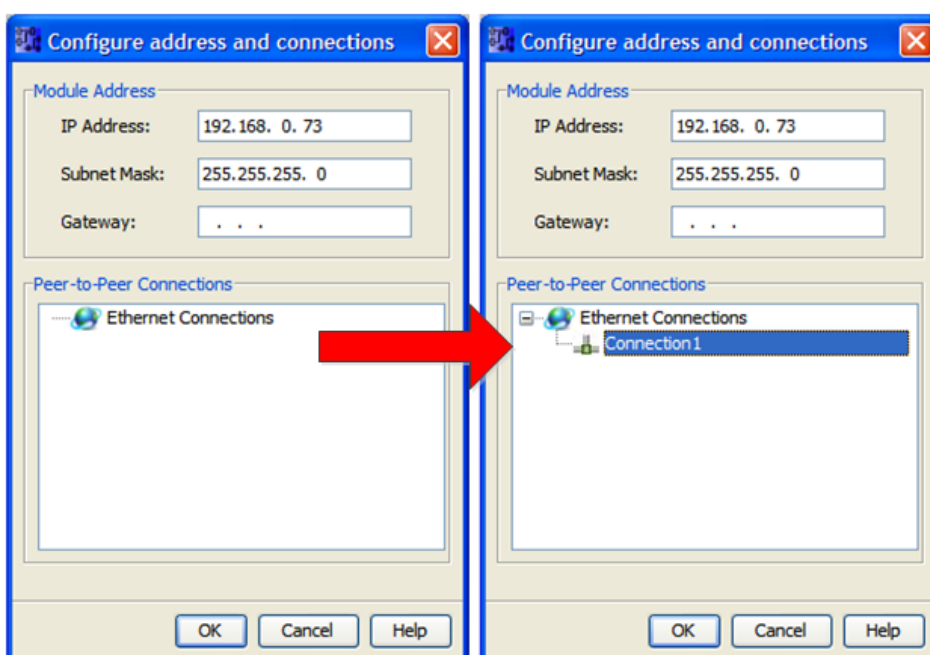 Configure address and connections
Module Address
IP Address: 192.168. 0. 73
Subnet Mask: 255.255.255. 0
Gateway: . . .
Peer-to-Peer Connections
Ethernet Connections
OK Cancel Help
Configure address and connections
Module Address
IP Address: 192.168. 0. 73
Subnet Mask: 255.255.255. 0
Gateway: . . .
Peer-to-Peer Connections
Ethernet Connections
Connection1
OK Cancel Help